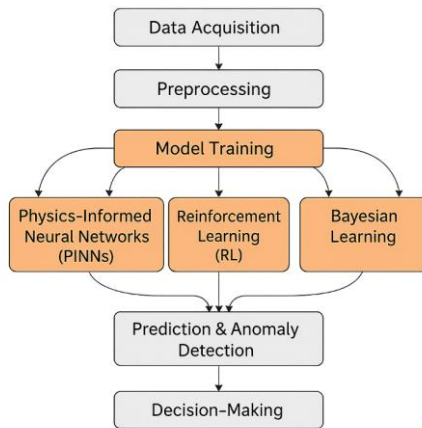 Data Acquisition
Preprocessing
Model Training
Physics-Informed
Neural Networks
(PINNs)
Reinforcement
Learning
(RL)
Bayesian
Learning
Prediction & Anomaly
Detection
Decision-Making